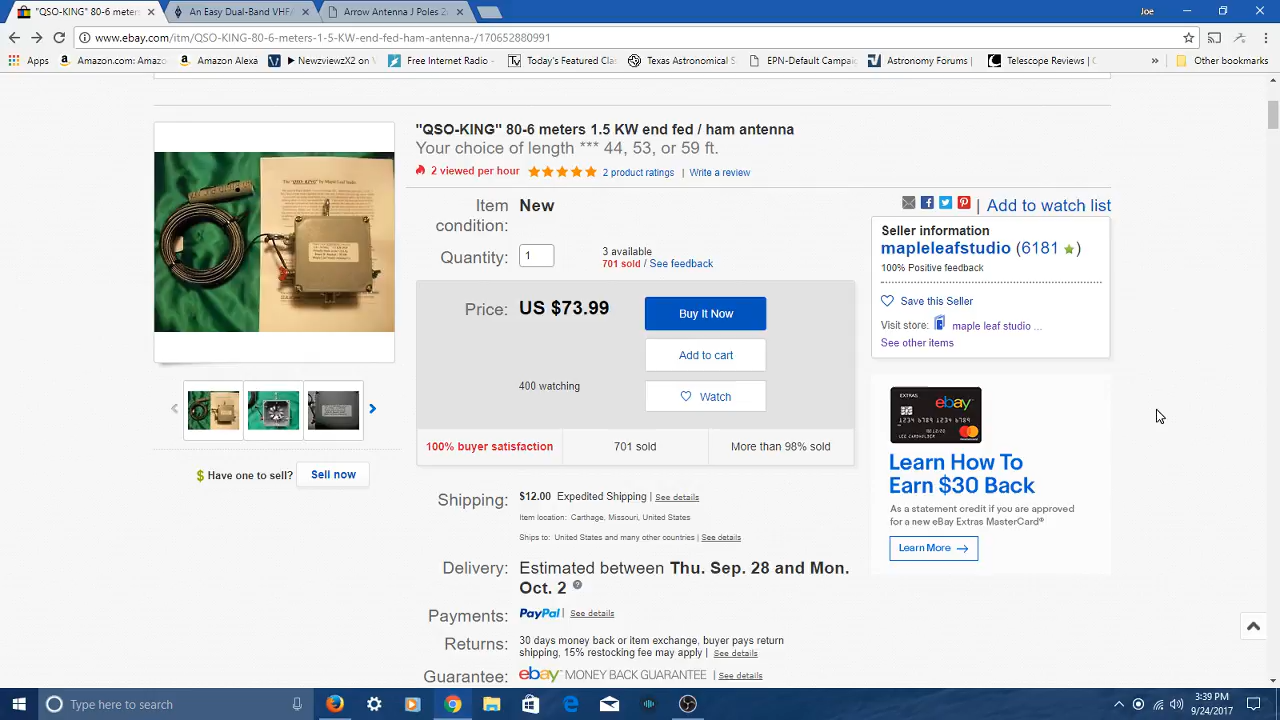 "QSO-KING" 80-6 meters
An Easy Dual-Band VHF/
Arrow Antenna J Poles 2
Joe
www.ebay.com/itm/QSO-KING-80-6-meters-1-5-KW-end-fed-ham-antenna-/170652880991
Apps
Amazon.com: Amazo
Amazon Alexa
► NewviewX2 on
Free Internet Radio -
Today's Featured Clas
Texas Astronomical S
EPN-Default Campai
Astronomy Forums |
Telescope Reviews | C
»
Other bookmarks
"QSO-KING" 80-6 meters 1.5 KW end fed / ham antenna
Your choice of length *** 44, 53, or 59 ft.
2 viewed per hour
2 product ratings | Write a review
Item condition:
New
| Add to watch list
Quantity:
1
3 available
701 sold / See feedback
Price:
US $73.99
Buy It Now
Add to cart
400 watching
Watch
100% buyer satisfaction
701 sold
More than 98% sold
Seller information
mapleleafstudio (6181 )
100% Positive feedback
Save this Seller
Visit store: maple leaf studio ...
See other items
$ Have one to sell?
Sell now
EXTRAS
ebay
Learn How To
Earn $30 Back
As a statement credit if you are approved
for a new eBay Extras MasterCard®
Learn More →
Shipping:
$12.00 Expedited Shipping | See details
Item location: Carthage, Missouri, United States
Ships to: United States and many other countries | See details
Delivery:
Estimated between Thu. Sep. 28 and Mon.
Oct. 2
Payments:
PayPal | See details
Returns:
30 days money back or item exchange, buyer pays return
shipping, 15% restocking fee may apply | See details
Guarantee:
ebay MONEY BACK GUARANTEE | See details
Type here to search
3:39 PM
9/24/2017